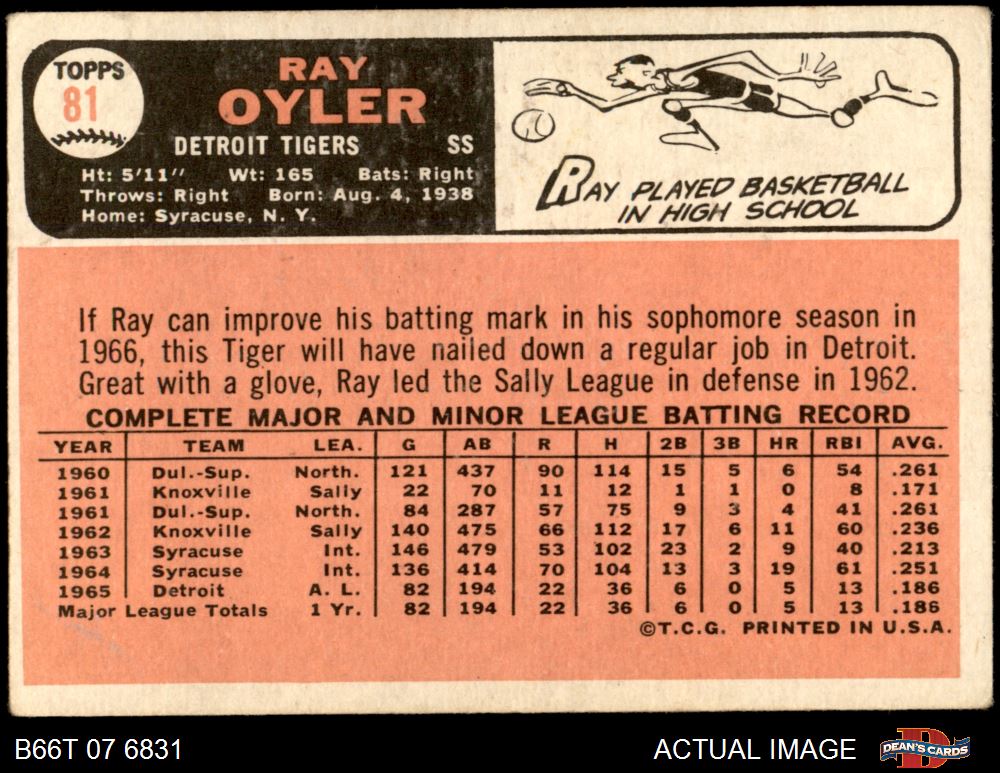 TOPPS
81
RAY
OYLER
DETROIT TIGERS SS
Ht: 5'11" Wt: 165 Bats: Right
Throws: Right Born: Aug. 4, 1938
Home: Syracuse, N. Y.
RAY PLAYED BASKETBALL
IN HIGH SCHOOL
If Ray can improve his batting mark in his sophomore season in
1966, this Tiger will have nailed down a regular job in Detroit.
Great with a glove, Ray led the Sally League in defense in 1962.
COMPLETE MAJOR AND MINOR LEAGUE BATTING RECORD
YEAR TEAM LEA. G AB R H 2B 3B HR RBI AVG.
1960 Dul.-Sup. North. 121 437 90 114 15 5 6 54 .261
1961 Knoxville Sally 22 70 11 12 1 1 0 8 .171
1961 Dul.-Sup. North. 84 287 57 75 9 3 4 41 .261
1962 Knoxville Sally 140 475 66 112 17 6 11 60 .236
1963 Syracuse Int. 146 479 53 102 23 2 9 40 .213
1964 Syracuse Int. 136 414 70 104 13 3 19 61 .251
1965 Detroit A. L. 82 194 22 36 6 0 5 13 .186
Major League Totals 1 Yr. 82 194 22 36 6 0 5 13 .186
©T.C.G. PRINTED IN U.S.A.
B66T 07 6831 ACTUAL IMAGE DEAN'S CARDS